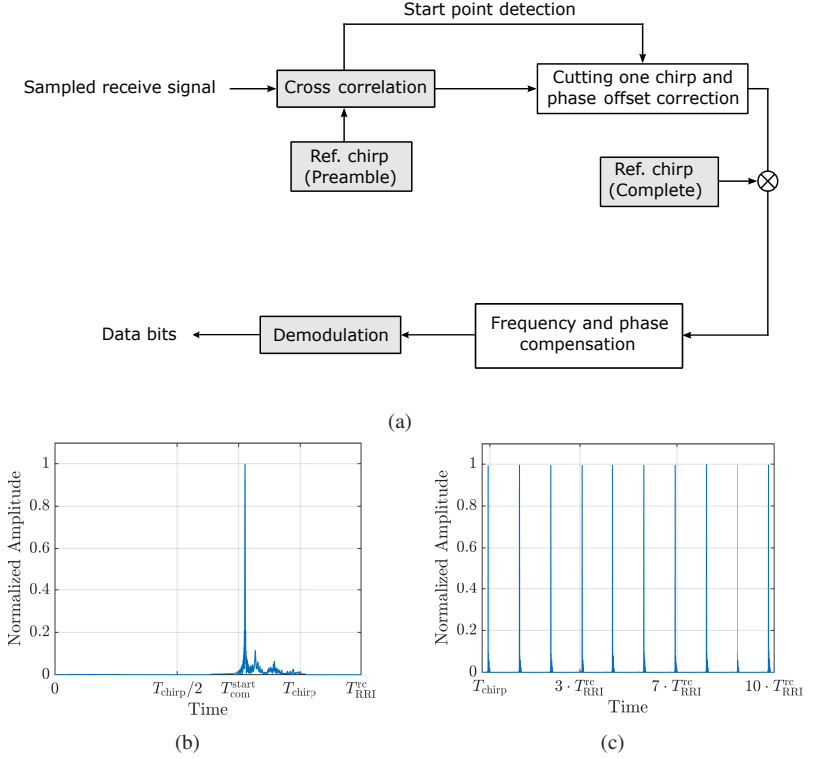 Start point detection
Sampled receive signal
Cross correlation
Cutting one chirp and
phase offset correction
Ref. chirp
(Preamble)
Ref. chirp
(Complete)
Data bits
Demodulation
Frequency and phase
compensation
(a)
Normalized Amplitude
1
0.8
0.6
0.4
0.2
0
0 T_chirp/2 T_com^start T_chirp T_RRI^rc
Time
(b)
Normalized Amplitude
1
0.8
0.6
0.4
0.2
0
T_chirp 3 · T_RRI^rc 7 · T_RRI^rc 10 · T_RRI^rc
Time
(c)